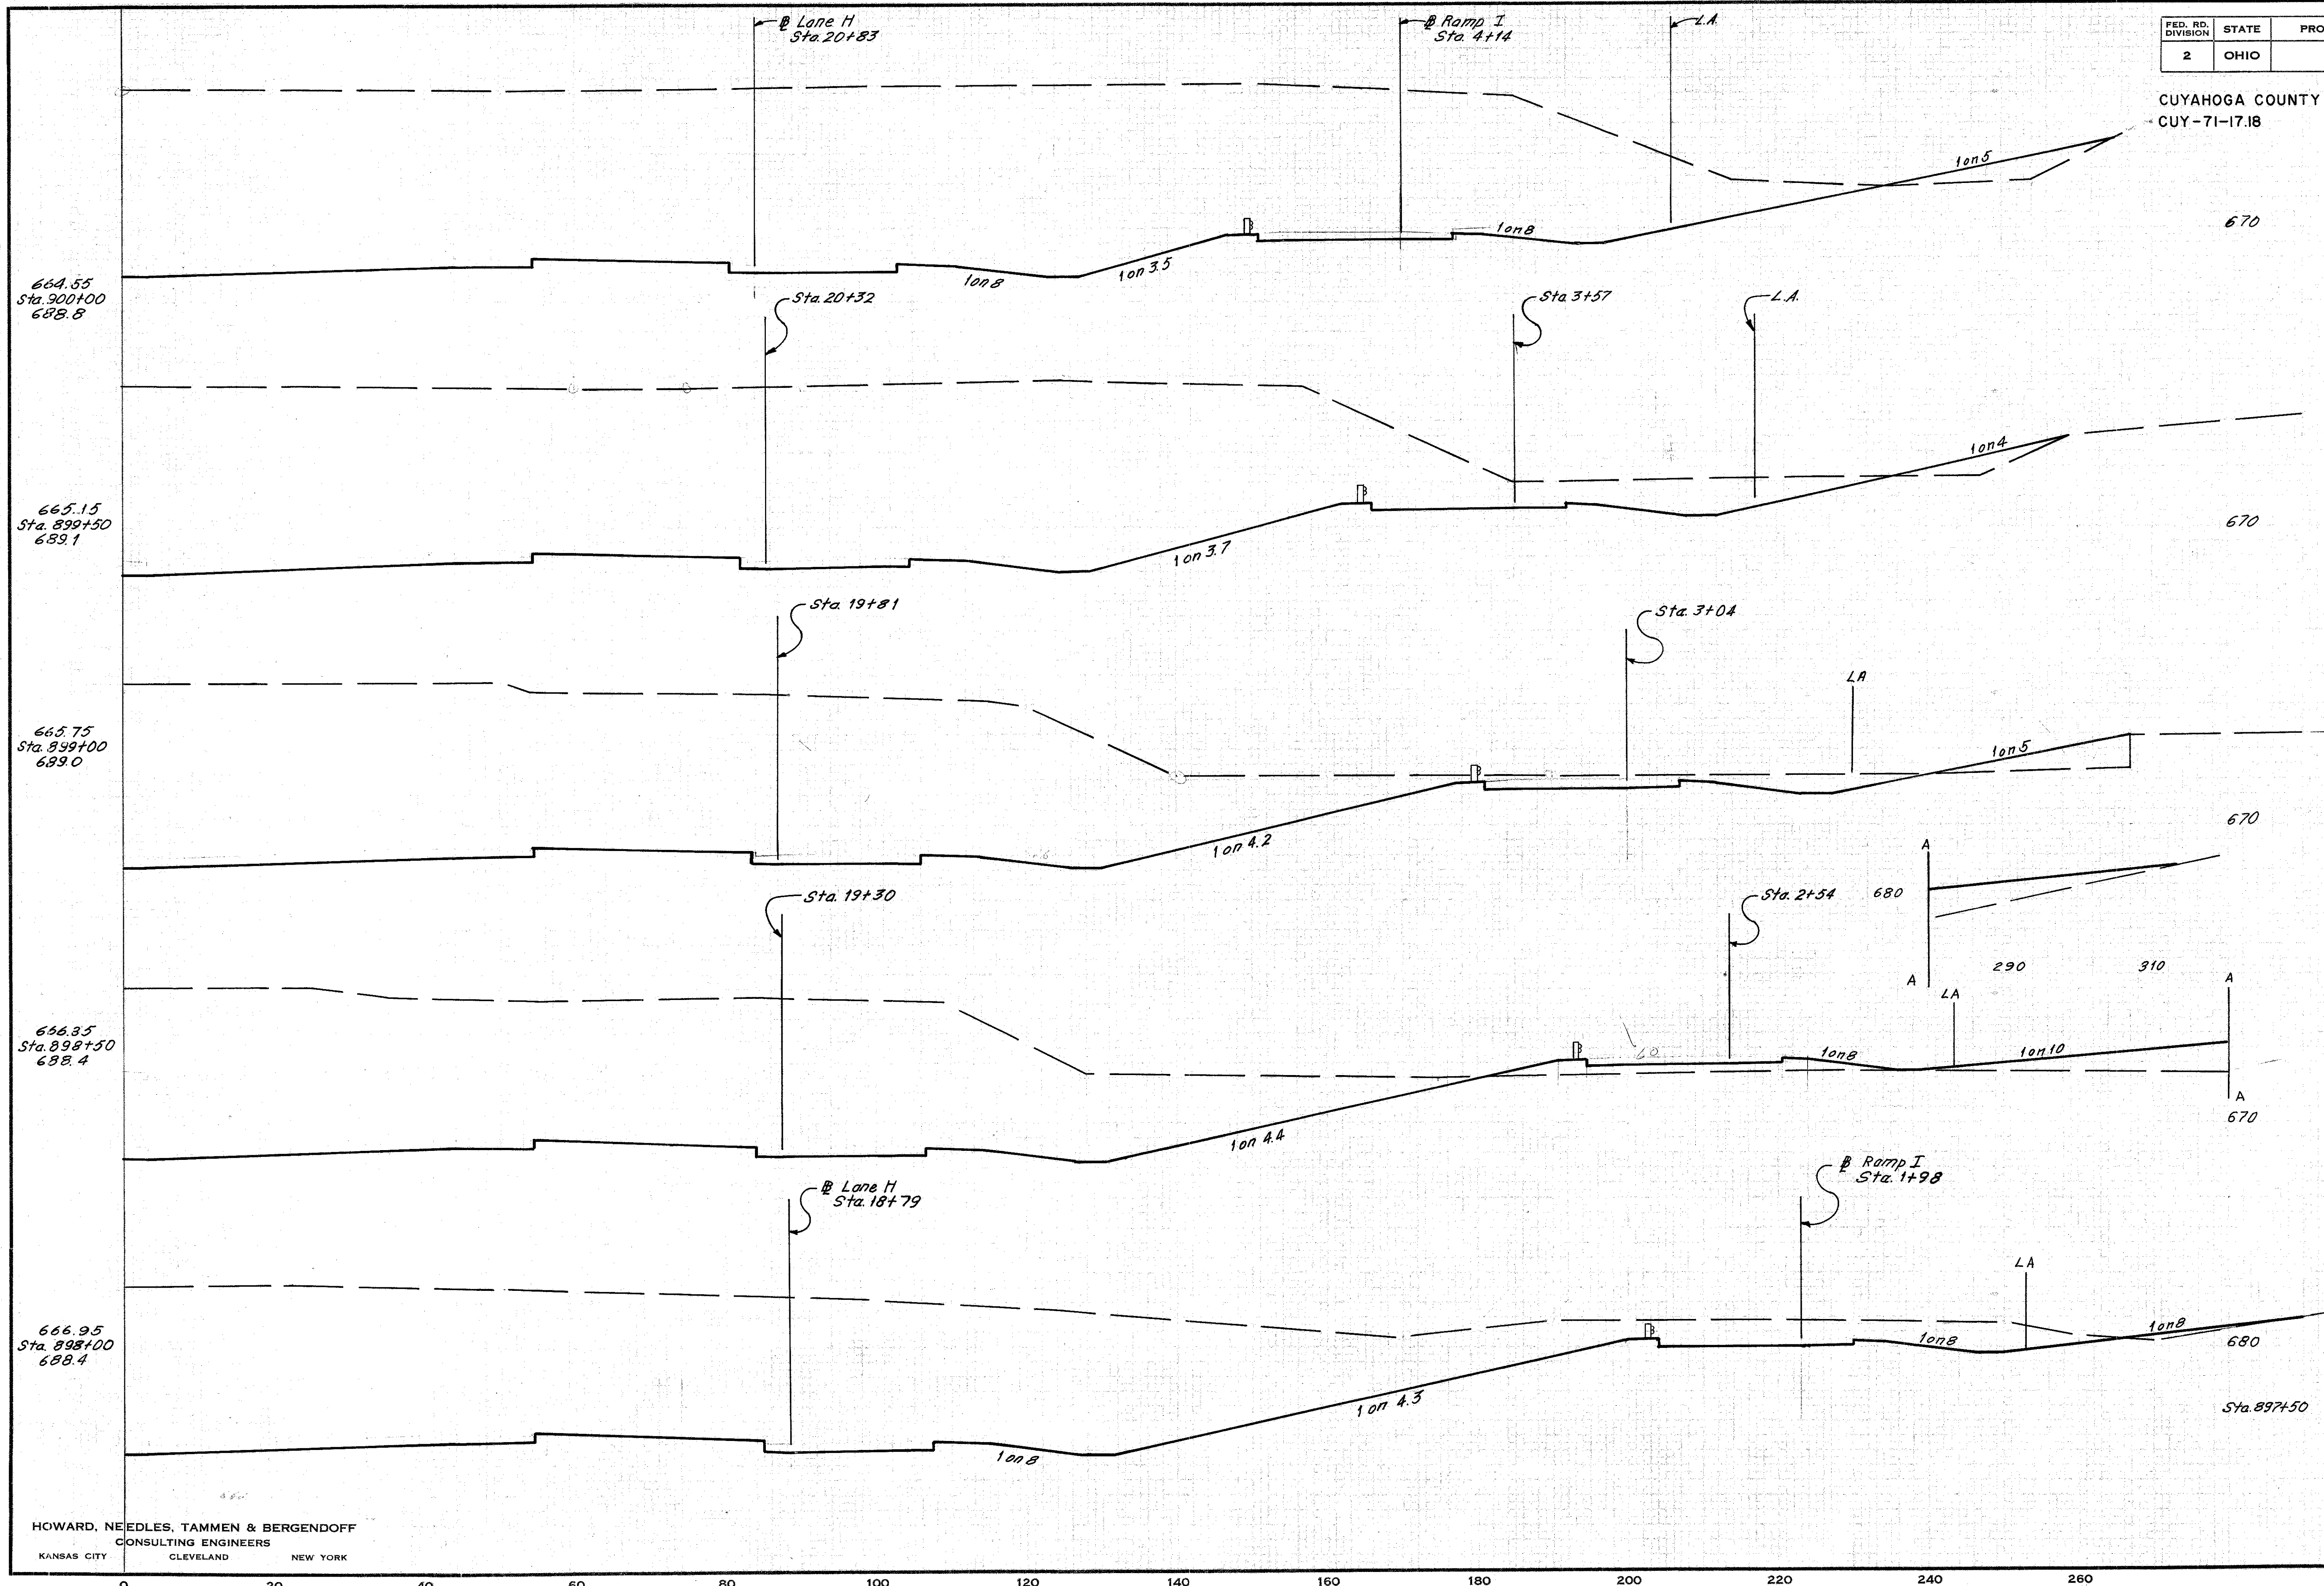 ℄ Lane H
Sta. 20+83
℄ Ramp I
Sta. 4+14
L.A.
FED. RD. DIVISION STATE PRO
2 OHIO
CUYAHOGA COUNTY
CUY-71-17.18
1 on 5
670
1 on 8
1 on 8
1 on 3.5
664.55
Sta. 900+00
688.8
Sta. 20+32
Sta 3+57
L.A.
1 on 4
665.15
Sta. 899+50
689.1
670
1 on 3.7
Sta. 19+81
Sta. 3+04
LA
665.75
Sta. 899+00
689.0
1 on 5
670
1 on 4.2
A
Sta. 19+30
Sta. 2+54
680
290
310
A
LA
A
666.35
Sta. 898+50
688.4
60
1 on 8
1 on 10
A
670
1 on 4.4
℄ Lane H
Sta. 18+79
℄ Ramp I
Sta. 1+98
LA
666.95
Sta. 898+00
688.4
1 on 8
1 on 8
680
1 on 4.3
Sta. 897+50
1 on 8
HOWARD, NEEDLES, TAMMEN & BERGENDOFF
CONSULTING ENGINEERS
KANSAS CITY CLEVELAND NEW YORK
0 20 40 60 80 100 120 140 160 180 200 220 240 260